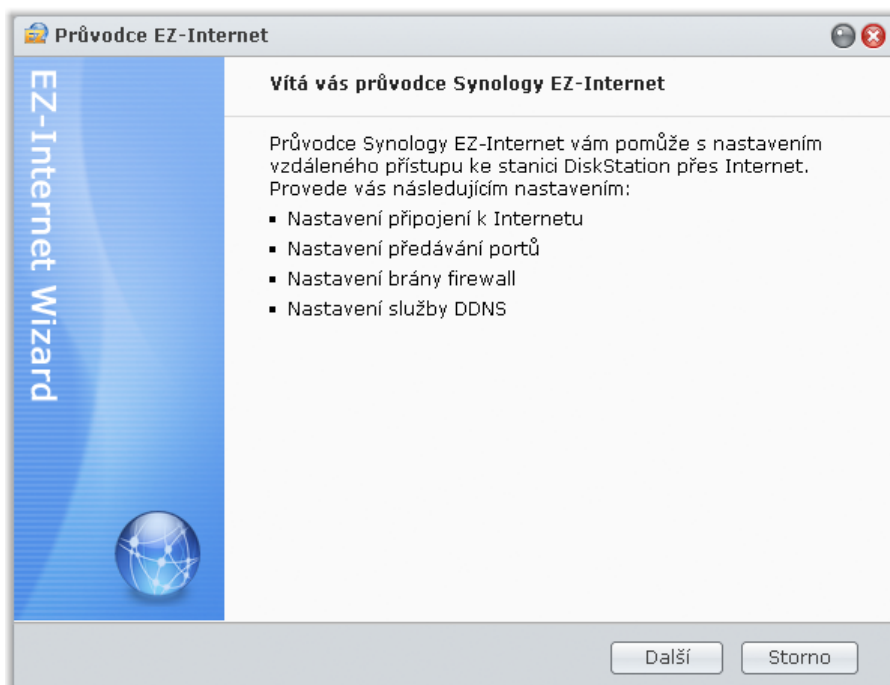 Průvodce EZ-Internet
EZ-Internet Wizard
Vítá vás průvodce Synology EZ-Internet
Průvodce Synology EZ-Internet vám pomůže s nastavením
vzdáleného přístupu ke stanici DiskStation přes Internet.
Provede vás následujícím nastavením:
▪ Nastavení připojení k Internetu
▪ Nastavení předávání portů
▪ Nastavení brány firewall
▪ Nastavení služby DDNS
Další
Storno